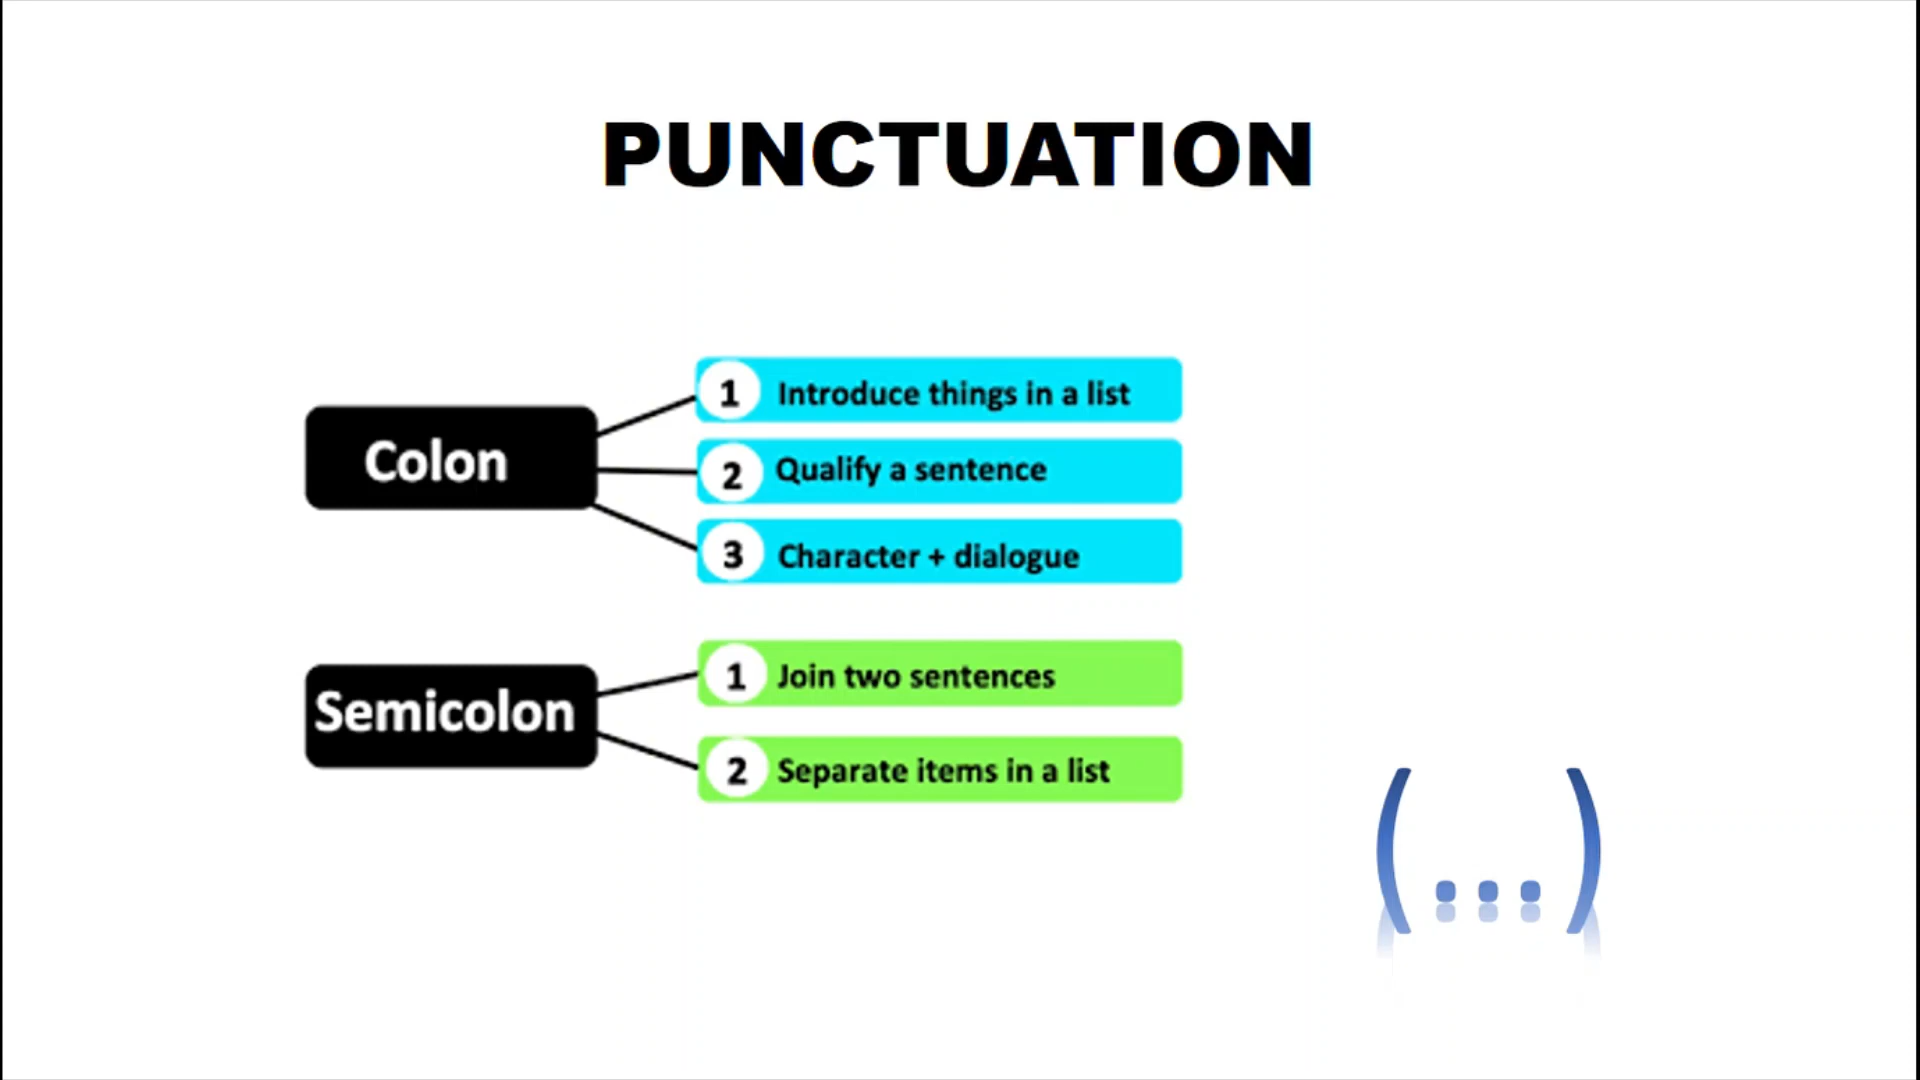 PUNCTUATION
Colon
1 Introduce things in a list
2 Qualify a sentence
3 Character + dialogue
Semicolon
1 Join two sentences
2 Separate items in a list
(...)